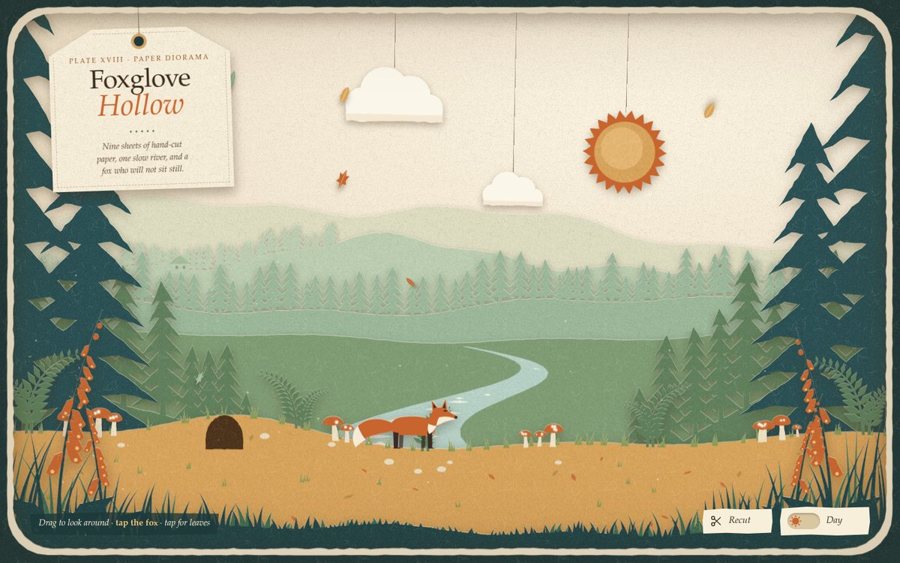 PLATE XVIII · PAPER DIORAMA
Foxglove
Hollow
Nine sheets of hand-cut
paper, one slow river, and a
fox who will not sit still.
Drag to look around · tap the fox · tap for leaves
Recut
Day